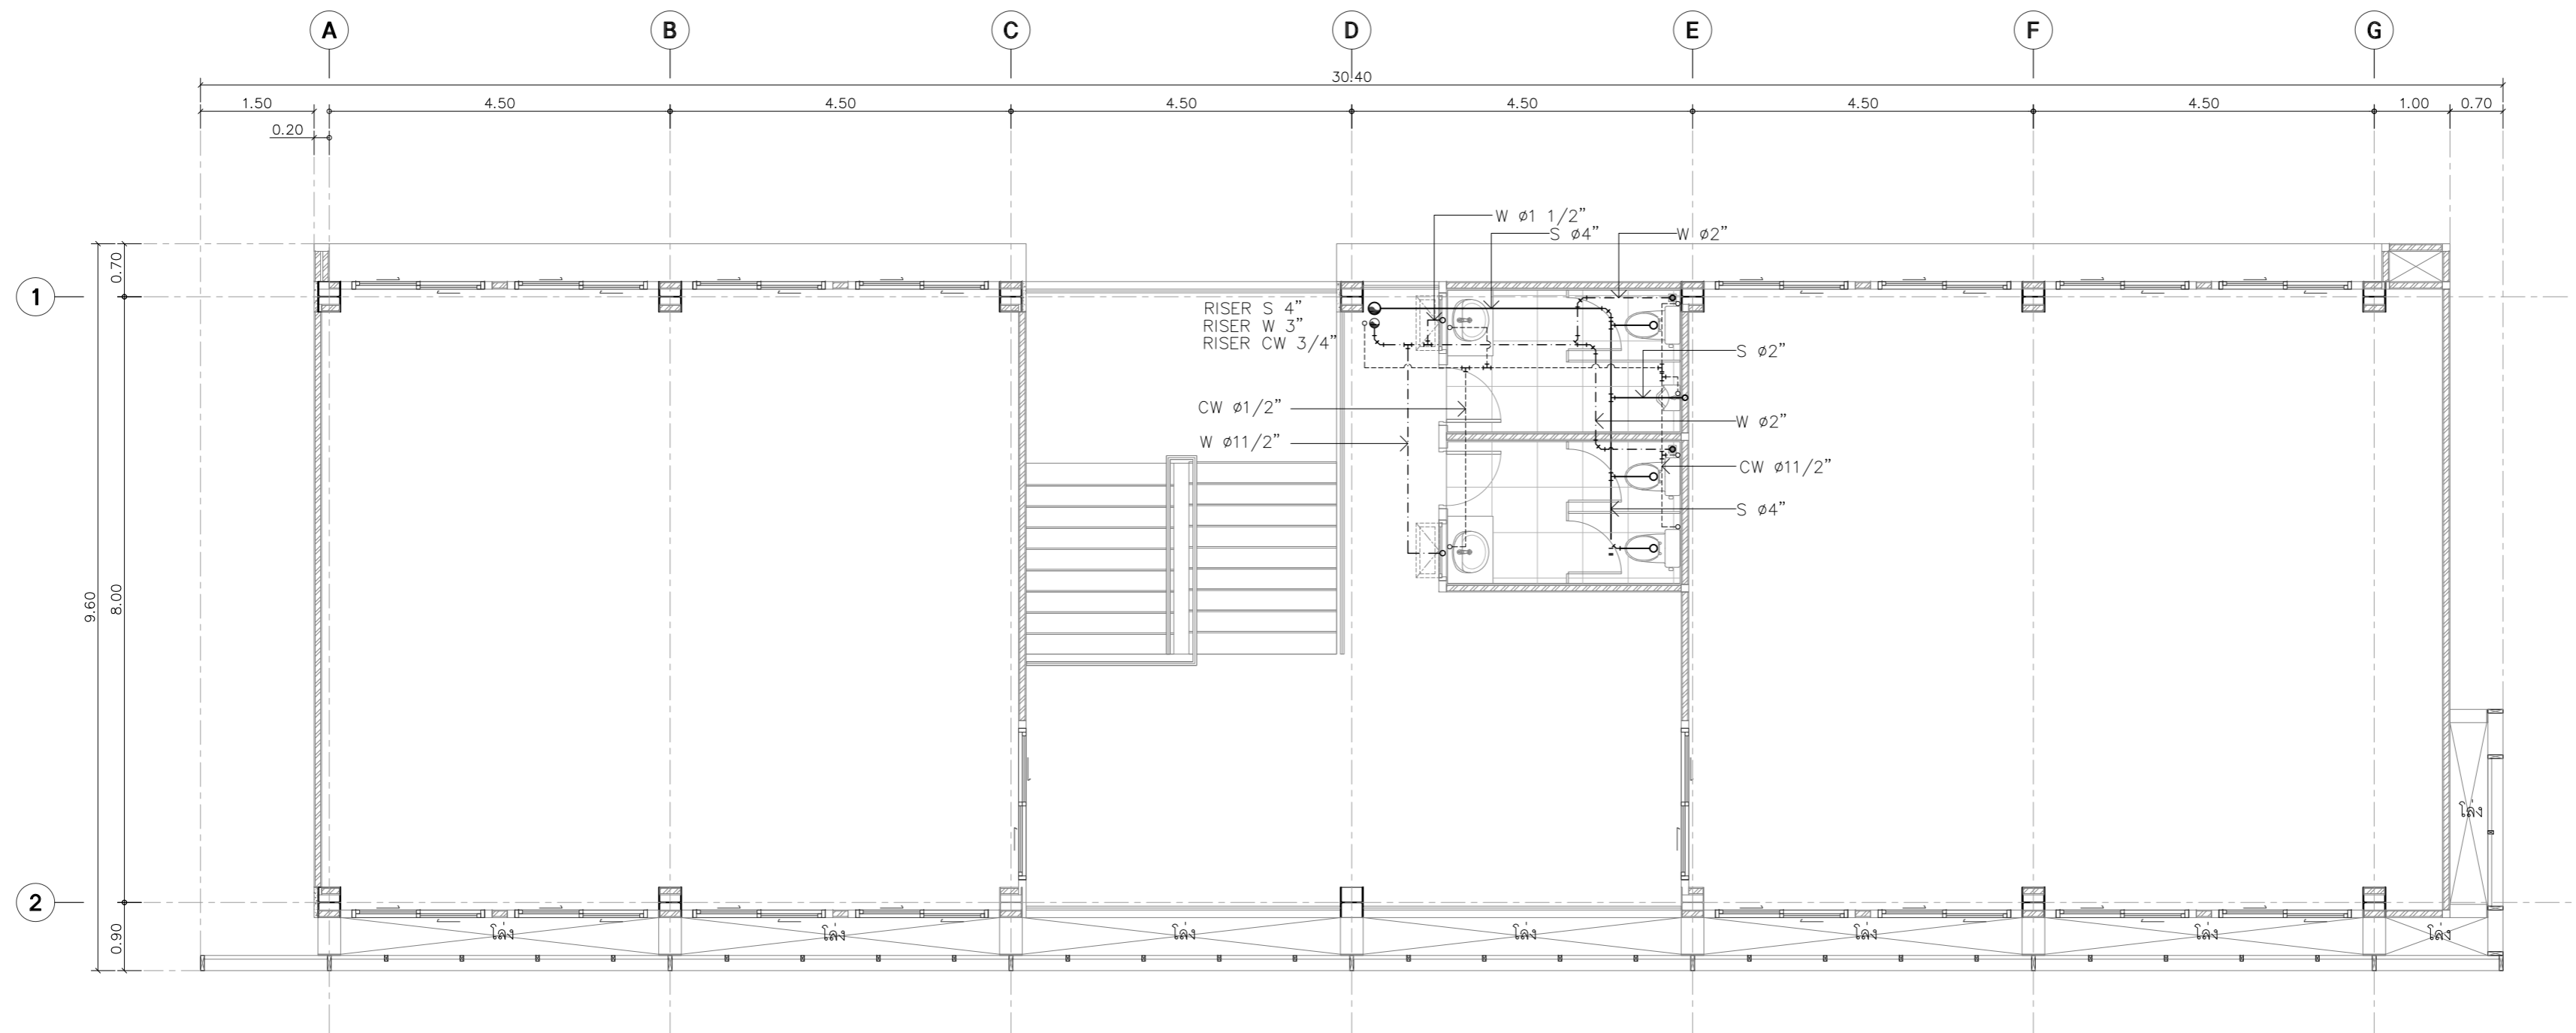 A B C D E F G
30.40
1.50 4.50 4.50 4.50 4.50 4.50 4.50 1.00 0.70
0.20
W ø1 1/2”
S ø4” W ø2”
0.70
1
RISER S 4”
RISER W 3”
RISER CW 3/4”
S ø2”
CW ø1/2”
W ø2”
W ø11/2”
CW ø11/2”
S ø4”
9.60
8.00
โล่ง
2
0.90
โล่ง โล่ง โล่ง โล่ง โล่ง โล่ง โล่ง